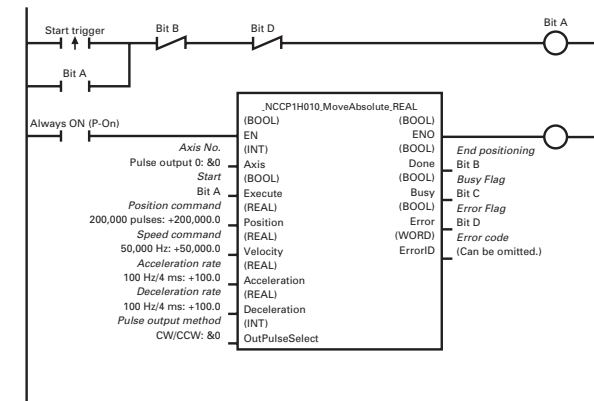 Start trigger
Bit B
Bit D
Bit A
Bit A
Always ON (P-On)
_NCCP1H010_MoveAbsolute_REAL
(BOOL) (BOOL)
EN ENO
Axis No. (INT) (BOOL) End positioning
Pulse output 0: &0 Axis Done Bit B
Start (BOOL) (BOOL) Busy Flag
Bit A Execute Busy Bit C
Position command (REAL) (BOOL) Error Flag
200,000 pulses: +200,000.0 Position Error Bit D
Speed command (REAL) (WORD) Error code
50,000 Hz: +50,000.0 Velocity ErrorID (Can be omitted.)
Acceleration rate (REAL)
100 Hz/4 ms: +100.0 Acceleration
Deceleration rate (REAL)
100 Hz/4 ms: +100.0 Deceleration
Pulse output method (INT)
CW/CCW: &0 OutPulseSelect